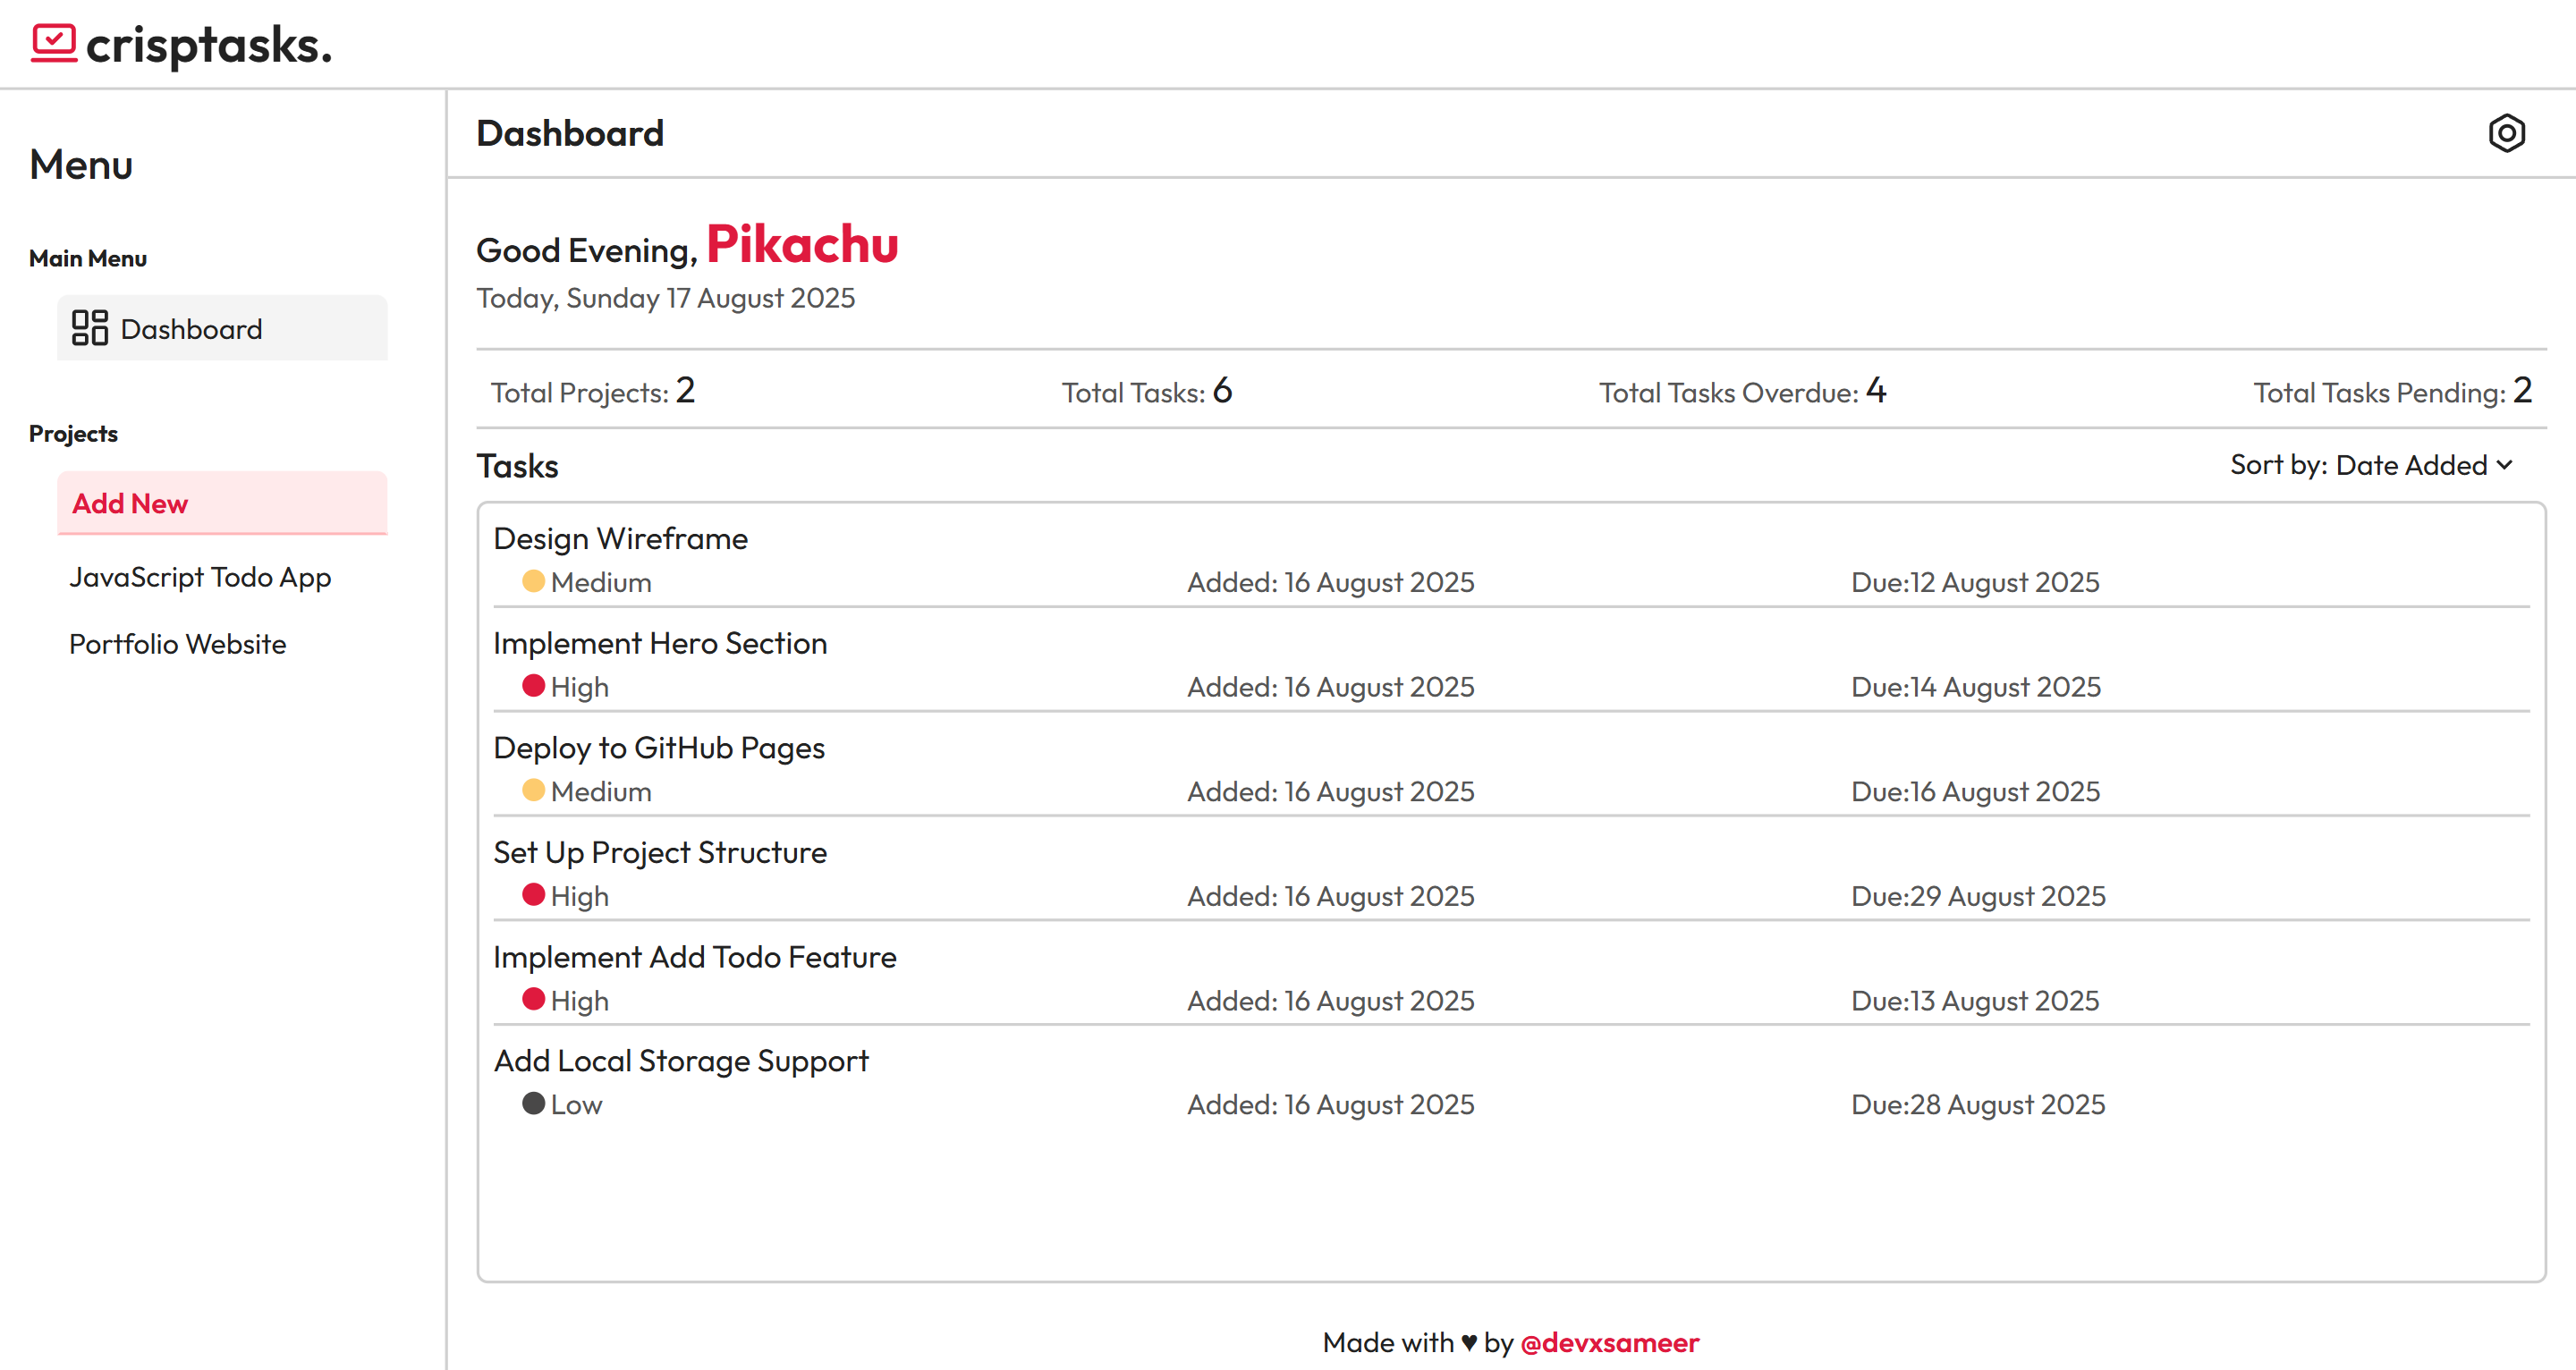 crisptasks.
Menu
Main Menu
Dashboard
Projects
Add New
JavaScript Todo App
Portfolio Website
Dashboard
Good Evening, Pikachu
Today, Sunday 17 August 2025
Total Projects: 2
Total Tasks: 6
Total Tasks Overdue: 4
Total Tasks Pending: 2
Tasks
Sort by: Date Added
Design Wireframe
Medium Added: 16 August 2025 Due:12 August 2025
Implement Hero Section
High Added: 16 August 2025 Due:14 August 2025
Deploy to GitHub Pages
Medium Added: 16 August 2025 Due:16 August 2025
Set Up Project Structure
High Added: 16 August 2025 Due:29 August 2025
Implement Add Todo Feature
High Added: 16 August 2025 Due:13 August 2025
Add Local Storage Support
Low Added: 16 August 2025 Due:28 August 2025
Made with ♥ by @devxsameer